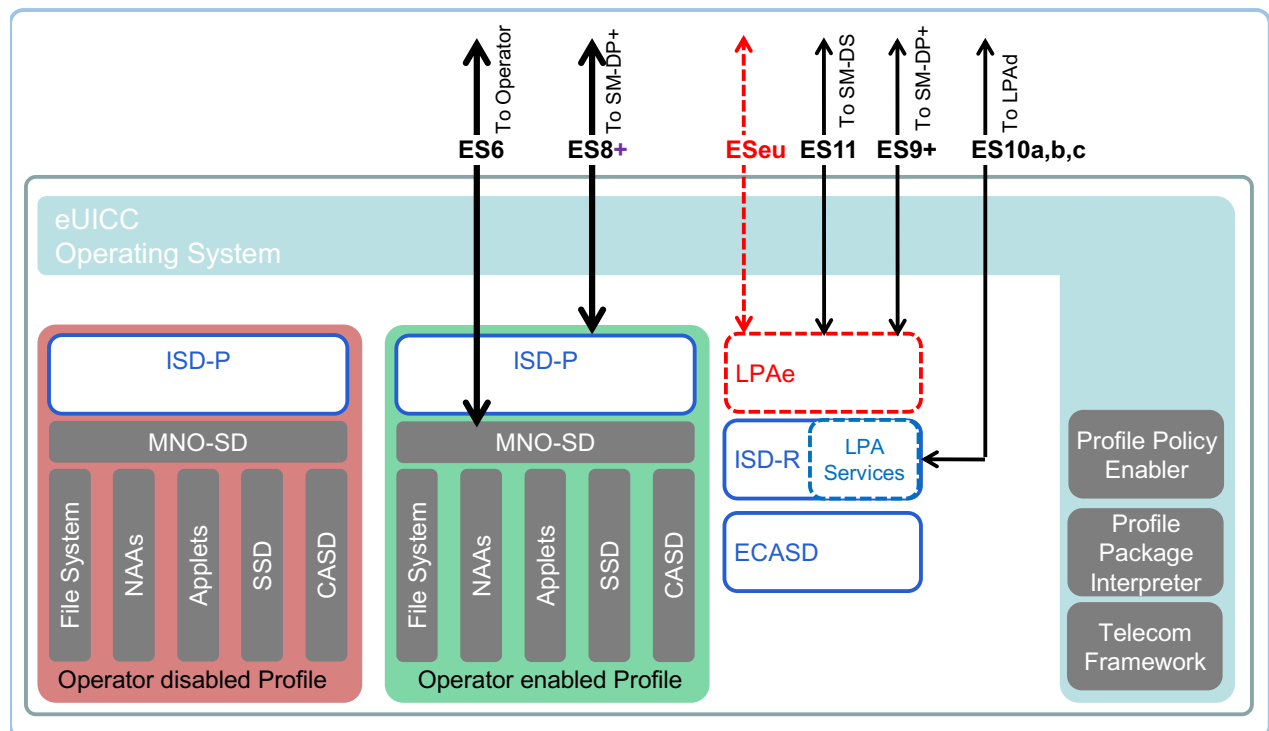 To Operator
To SM-DP+
To SM-DS
To SM-DP+
To LPAd
ES6
ES8+
ESeu
ES11
ES9+
ES10a,b,c
eUICC
Operating System
ISD-P
MNO-SD
File System
NAAs
Applets
SSD
CASD
Operator disabled Profile
ISD-P
MNO-SD
File System
NAAs
Applets
SSD
CASD
Operator enabled Profile
LPAe
ISD-R
LPA
Services
ECASD
Profile Policy
Enabler
Profile
Package
Interpreter
Telecom
Framework